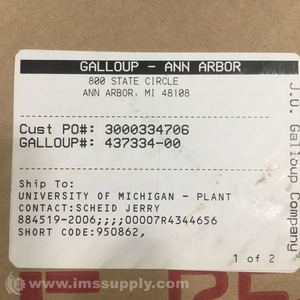 GALLOUP - ANN ARBOR
800 STATE CIRCLE
ANN ARBOR, MI 48108
J.O. Galloup Company
Cust PO#: 3000334706
GALLOUP#: 437334-00
Ship To:
UNIVERSITY OF MICHIGAN - PLANT
CONTACT:SCHEID JERRY
884519-2006;;;;00007R4344656
SHORT CODE:950862,
1 of 2
© www.imssupply.com